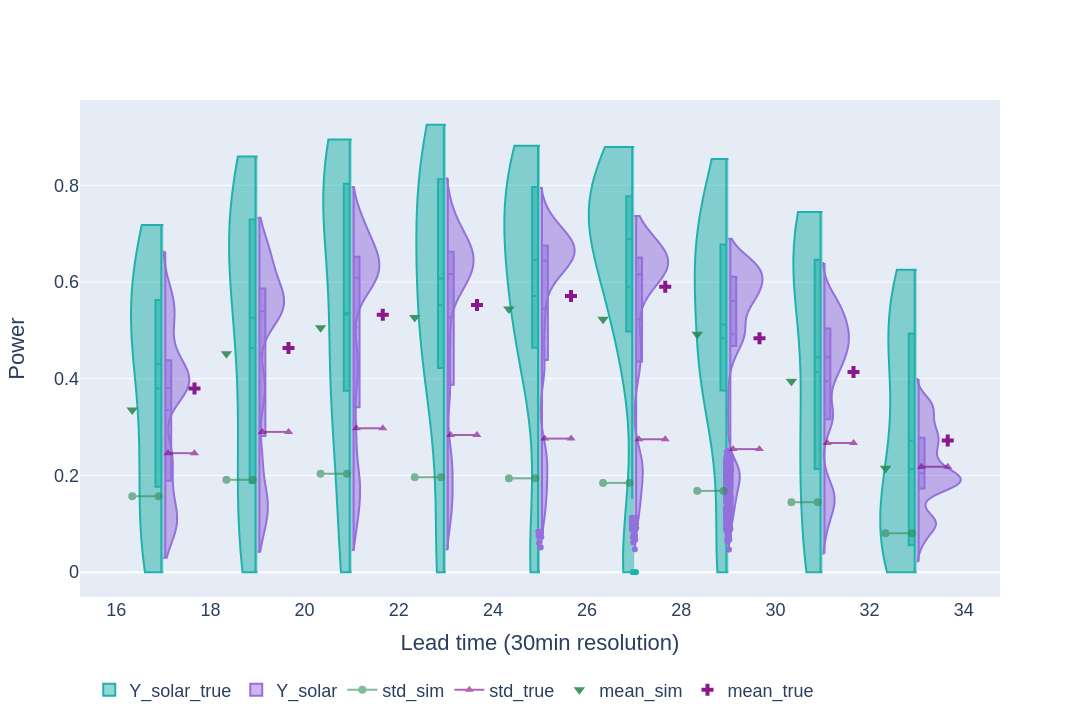 Power
0.8
0.6
0.4
0.2
0
16 18 20 22 24 26 28 30 32 34
Lead time (30min resolution)
Y_solar_true Y_solar std_sim std_true mean_sim mean_true